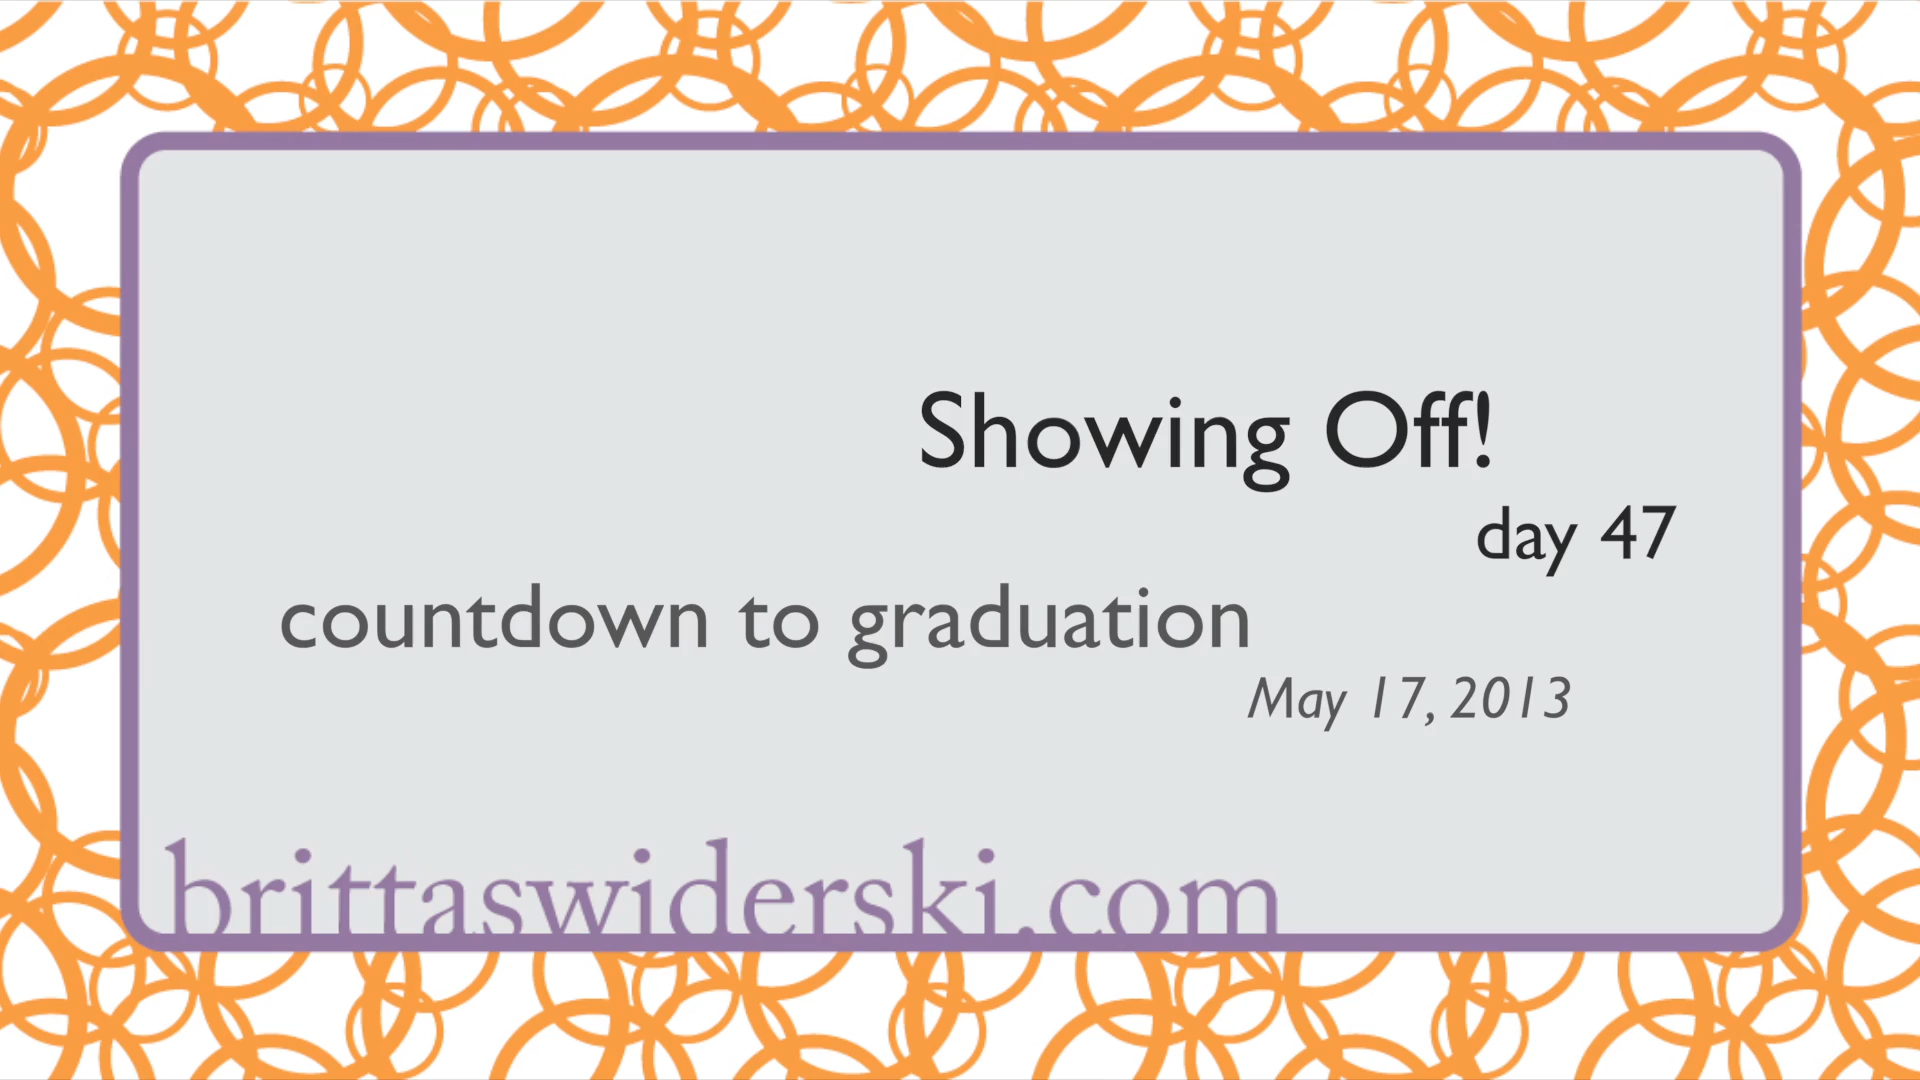 Showing Off!
day 47
countdown to graduation
May 17, 2013
brittaswiderski.com